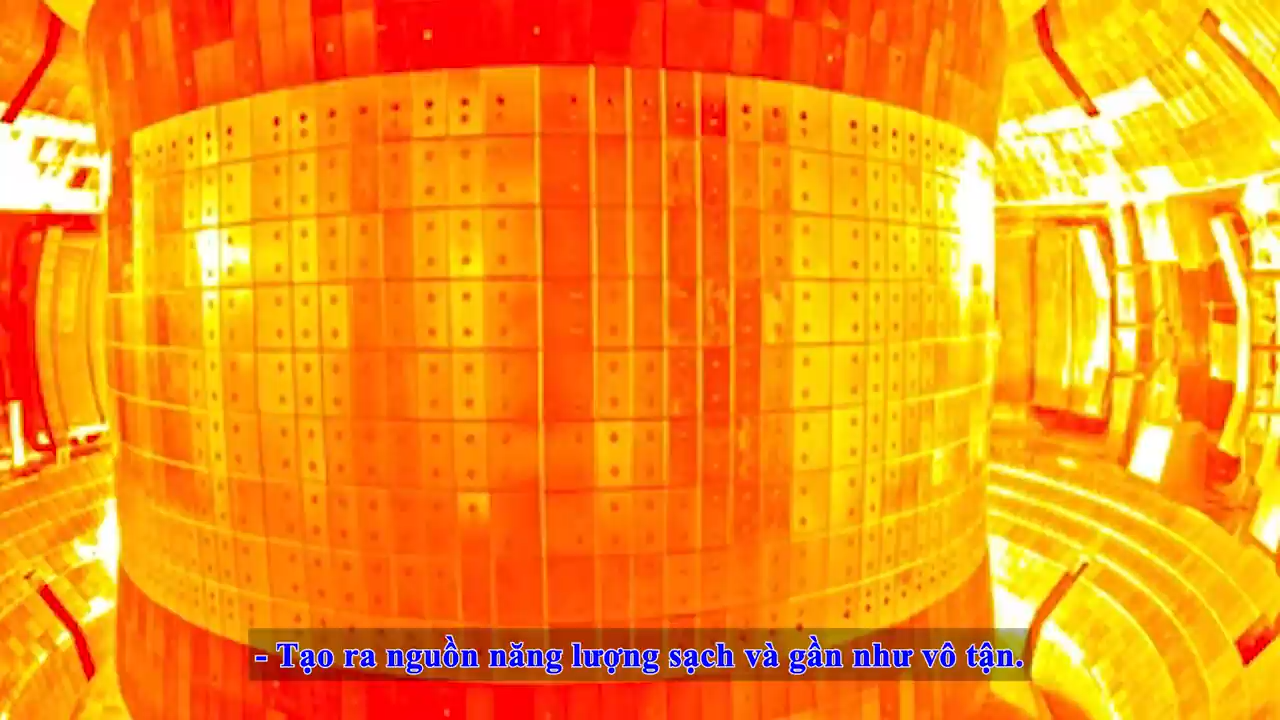 - Tạo ra nguồn năng lượng sạch và gần như vô tận.